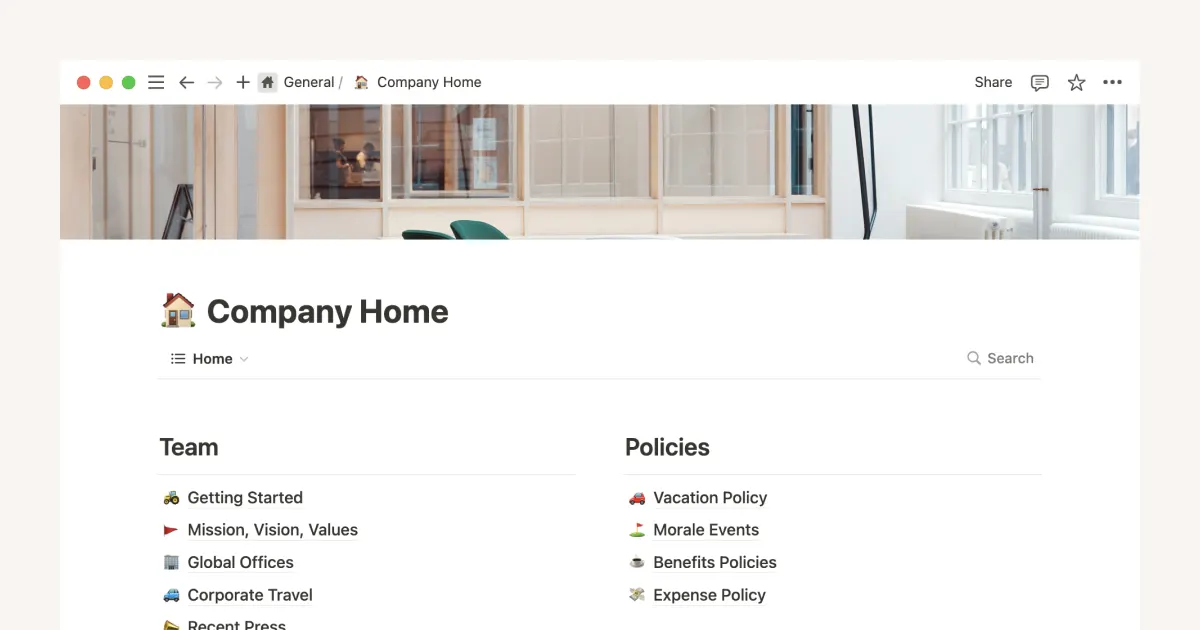 General / Company Home
Share
Company Home
Home
Search
Team
Getting Started
Mission, Vision, Values
Global Offices
Corporate Travel
Recent Press
Policies
Vacation Policy
Morale Events
Benefits Policies
Expense Policy